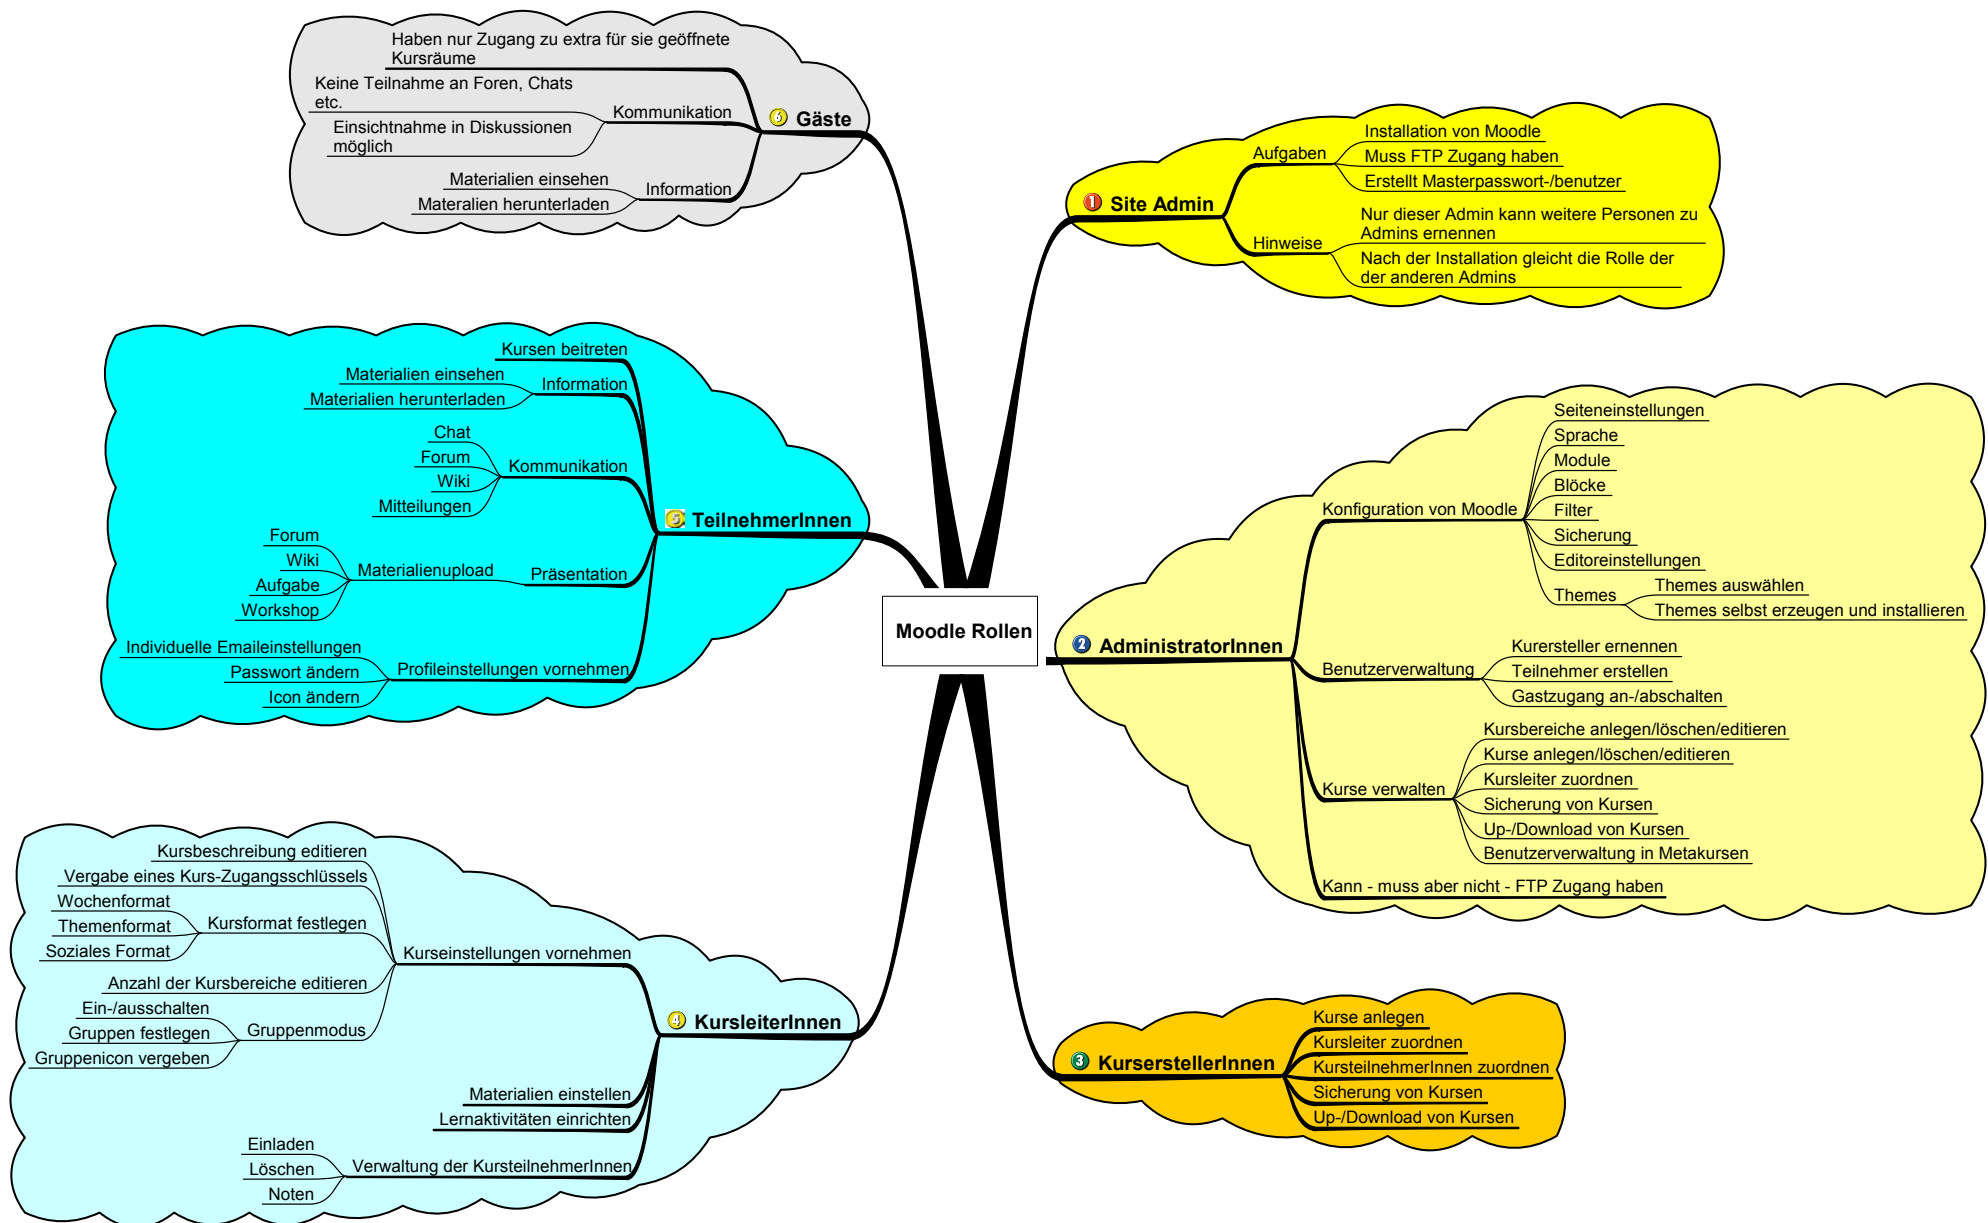 Moodle Rollen
1 Site Admin
Aufgaben
Installation von Moodle
Muss FTP Zugang haben
Erstellt Masterpasswort-/benutzer
Hinweise
Nur dieser Admin kann weitere Personen zu
Admins ernennen
Nach der Installation gleicht die Rolle der
der anderen Admins
2 AdministratorInnen
Konfiguration von Moodle
Seiteneinstellungen
Sprache
Module
Blöcke
Filter
Sicherung
Editoreinstellungen
Themes
Themes auswählen
Themes selbst erzeugen und installieren
Benutzerverwaltung
Kurersteller ernennen
Teilnehmer erstellen
Gastzugang an-/abschalten
Kurse verwalten
Kursbereiche anlegen/löschen/editieren
Kurse anlegen/löschen/editieren
Kursleiter zuordnen
Sicherung von Kursen
Up-/Download von Kursen
Benutzerverwaltung in Metakursen
Kann - muss aber nicht - FTP Zugang haben
3 KurserstellerInnen
Kurse anlegen
Kursleiter zuordnen
KursteilnehmerInnen zuordnen
Sicherung von Kursen
Up-/Download von Kursen
4 KursleiterInnen
Kurseinstellungen vornehmen
Kursbeschreibung editieren
Vergabe eines Kurs-Zugangsschlüssels
Kursformat festlegen
Wochenformat
Themenformat
Soziales Format
Anzahl der Kursbereiche editieren
Gruppenmodus
Ein-/ausschalten
Gruppen festlegen
Gruppenicon vergeben
Materialien einstellen
Lernaktivitäten einrichten
Verwaltung der KursteilnehmerInnen
Einladen
Löschen
Noten
5 TeilnehmerInnen
Kursen beitreten
Information
Materialien einsehen
Materialien herunterladen
Kommunikation
Chat
Forum
Wiki
Mitteilungen
Präsentation
Materialienupload
Forum
Wiki
Aufgabe
Workshop
Profileinstellungen vornehmen
Individuelle Emaileinstellungen
Passwort ändern
Icon ändern
6 Gäste
Haben nur Zugang zu extra für sie geöffnete
Kursräume
Kommunikation
Keine Teilnahme an Foren, Chats
etc.
Einsichtnahme in Diskussionen
möglich
Information
Materialien einsehen
Materalien herunterladen